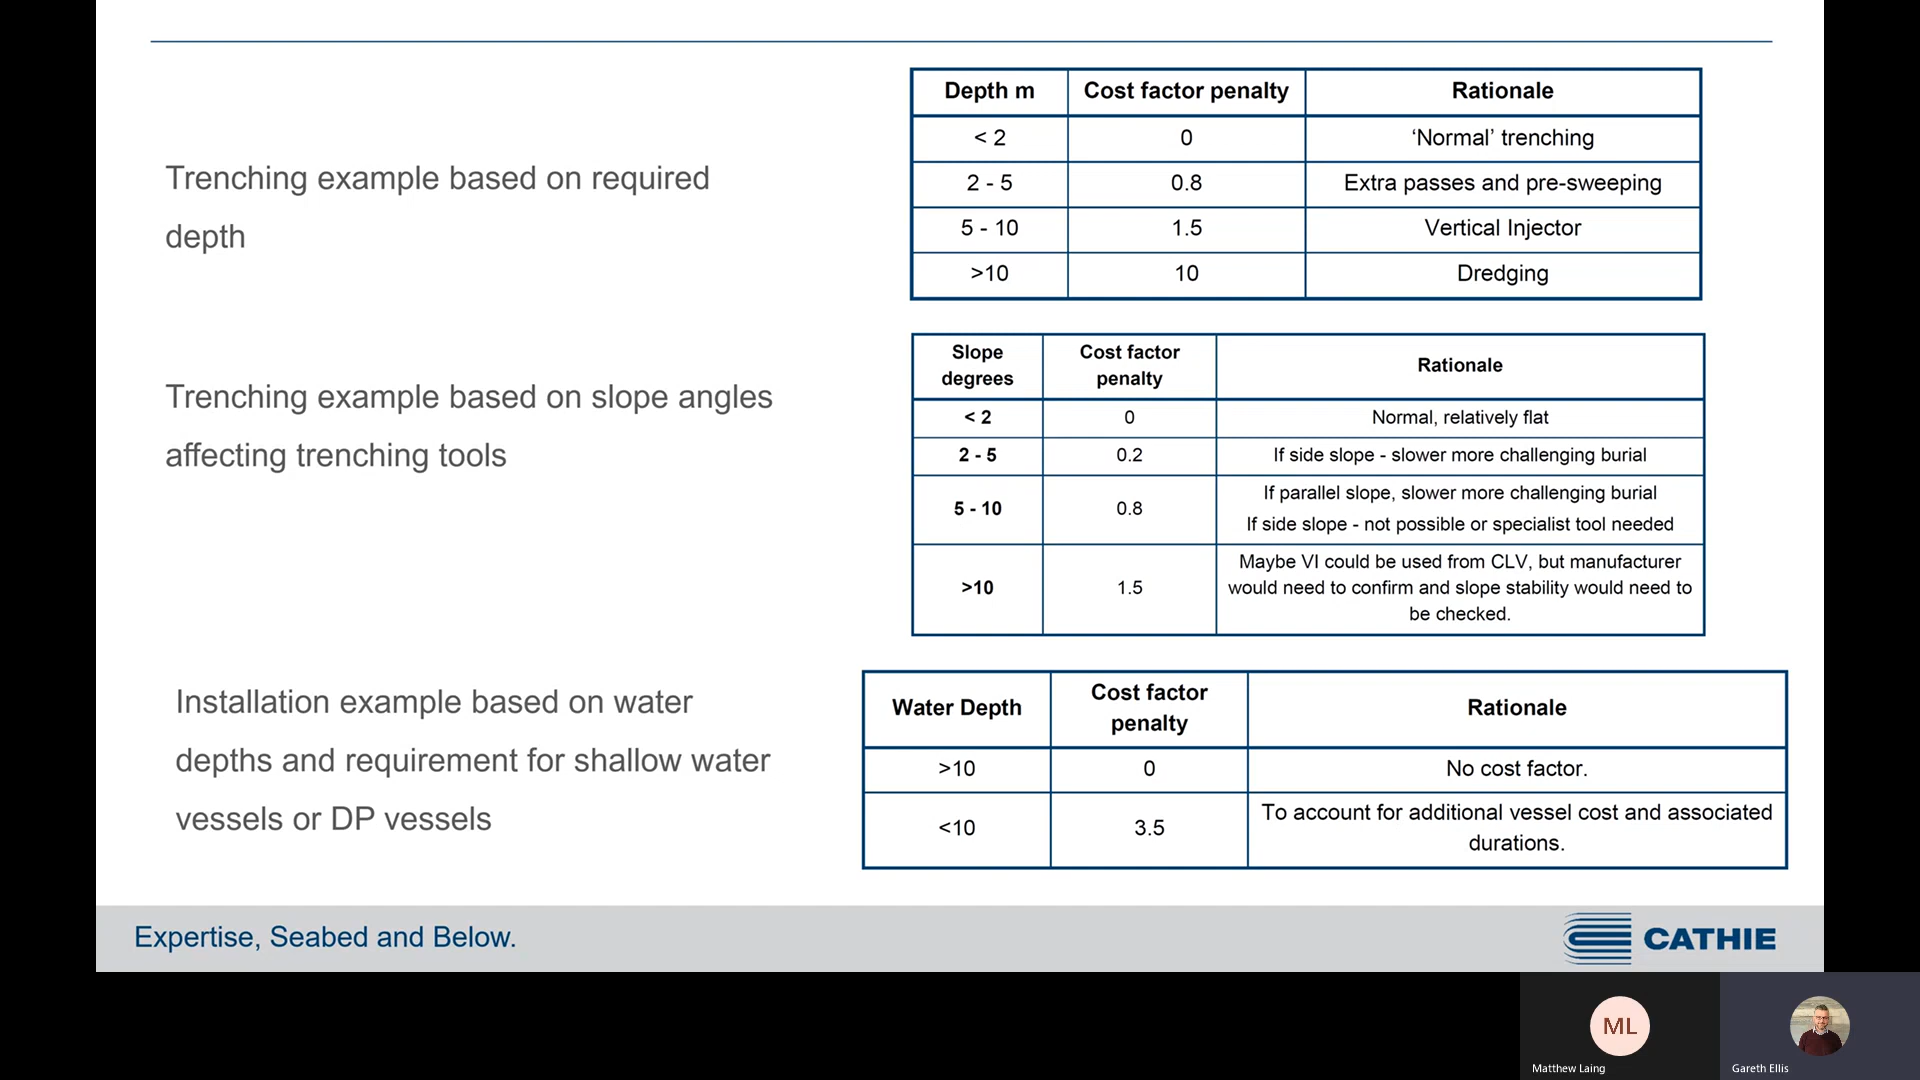 Trenching example based on required
depth
Depth m Cost factor penalty Rationale
< 2 0 ‘Normal’ trenching
2 - 5 0.8 Extra passes and pre-sweeping
5 - 10 1.5 Vertical Injector
>10 10 Dredging
Trenching example based on slope angles
affecting trenching tools
Slope
degrees
Cost factor
penalty
Rationale
< 2 0 Normal, relatively flat
2 - 5 0.2 If side slope - slower more challenging burial
5 - 10 0.8 If parallel slope, slower more challenging burial
If side slope - not possible or specialist tool needed
>10 1.5 Maybe VI could be used from CLV, but manufacturer
would need to confirm and slope stability would need to
be checked.
Installation example based on water
depths and requirement for shallow water
vessels or DP vessels
Water Depth
Cost factor
penalty
Rationale
>10 0 No cost factor.
<10 3.5 To account for additional vessel cost and associated
durations.
Expertise, Seabed and Below.
CATHIE
ML
Matthew Laing
Gareth Ellis